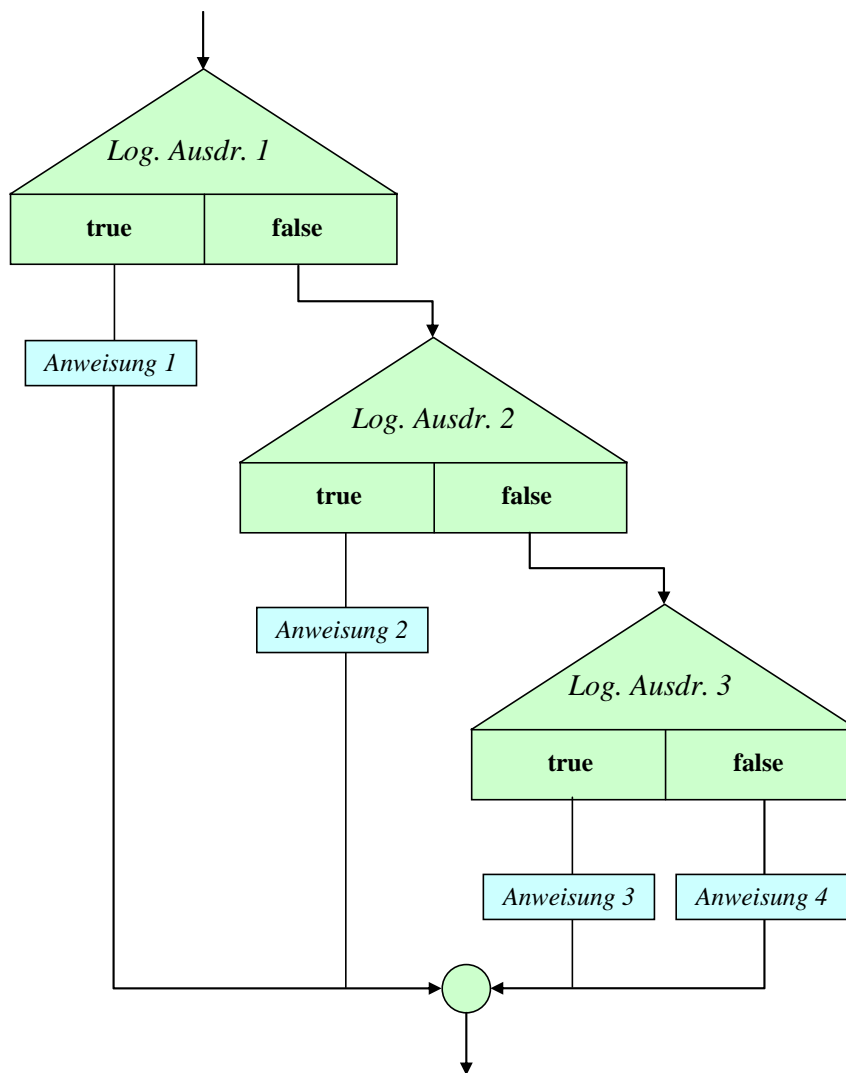 Log. Ausdr. 1
true false
Anweisung 1
Log. Ausdr. 2
true false
Anweisung 2
Log. Ausdr. 3
true false
Anweisung 3 Anweisung 4